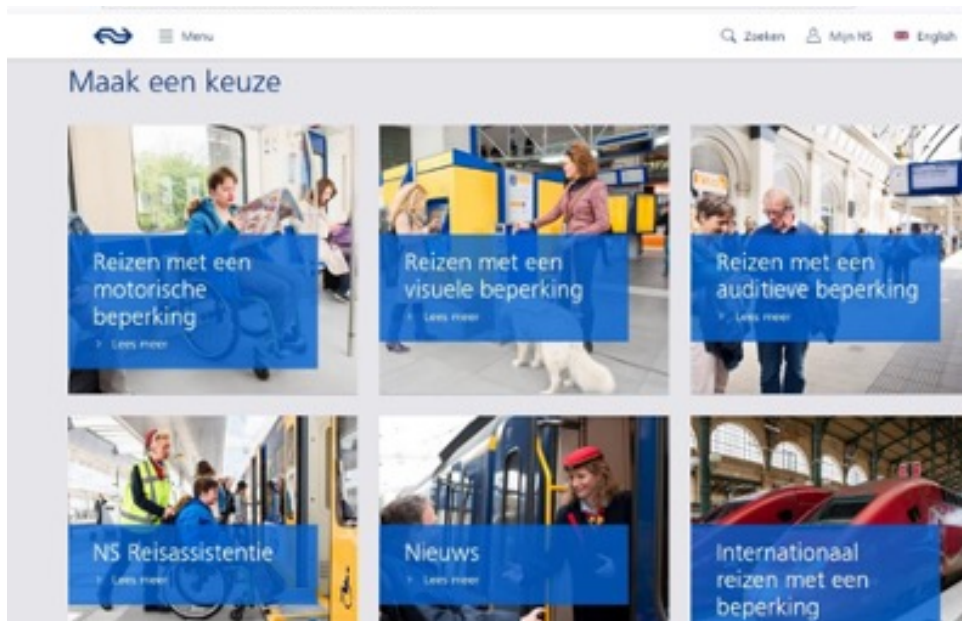 Menu
Zoeken
Mijn NS
English
Maak een keuze
Reizen met een
motorische
beperking
Lees meer
Reizen met een
visuele beperking
Lees meer
Reizen met een
auditieve beperking
Lees meer
NS Reisassistentie
Lees meer
Nieuws
Lees meer
Internationaal
reizen met een
beperking